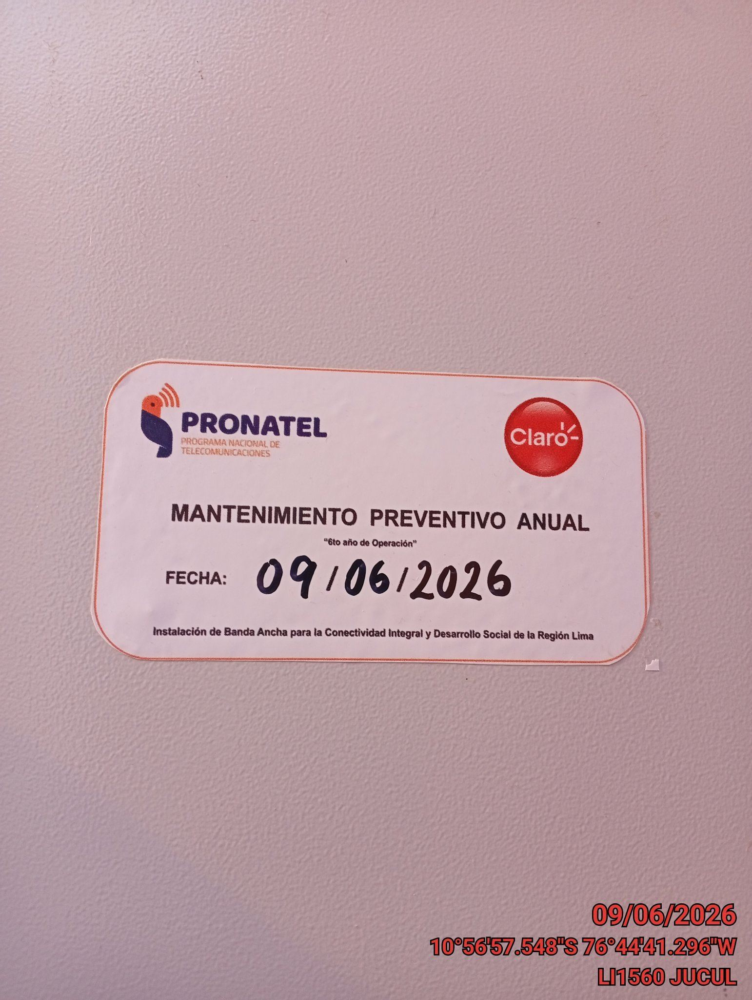 PRONATEL
PROGRAMA NACIONAL DE
TELECOMUNICACIONES
Claro
MANTENIMIENTO PREVENTIVO ANUAL
"6to año de Operación"
FECHA: 09/06/2026
Instalación de Banda Ancha para la Conectividad Integral y Desarrollo Social de la Región Lima
09/06/2026
10°56'57.548"S 76°44'41.296"W
LI1560 JUCUL